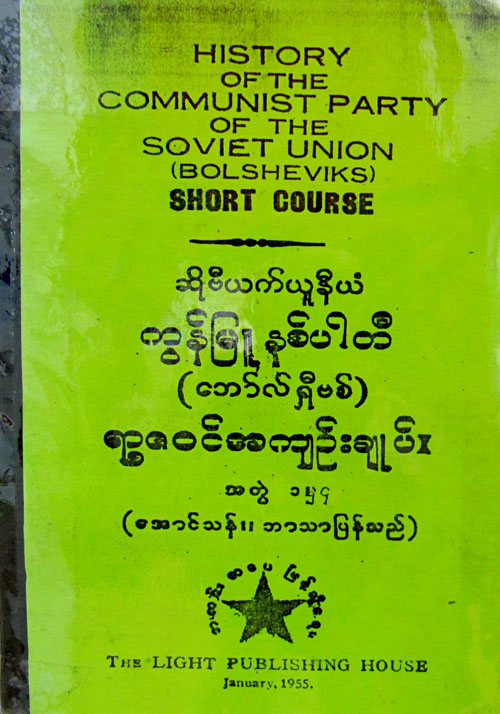 HISTORY
OF THE
COMMUNIST PARTY
OF THE
SOVIET UNION
(BOLSHEVIKS)
SHORT COURSE
ဆိုဗီယက်ယူနီယံ
ကွန်မြူနစ်ပါတီ
(ဘော်လ်ရှီဗစ်)
ရာဇဝင်အကျဉ်းချုပ်။
အတွဲ
(အောင်သန်း။ ဘာသာပြန်သည်)
THE LIGHT PUBLISHING HOUSE
January, 1955.